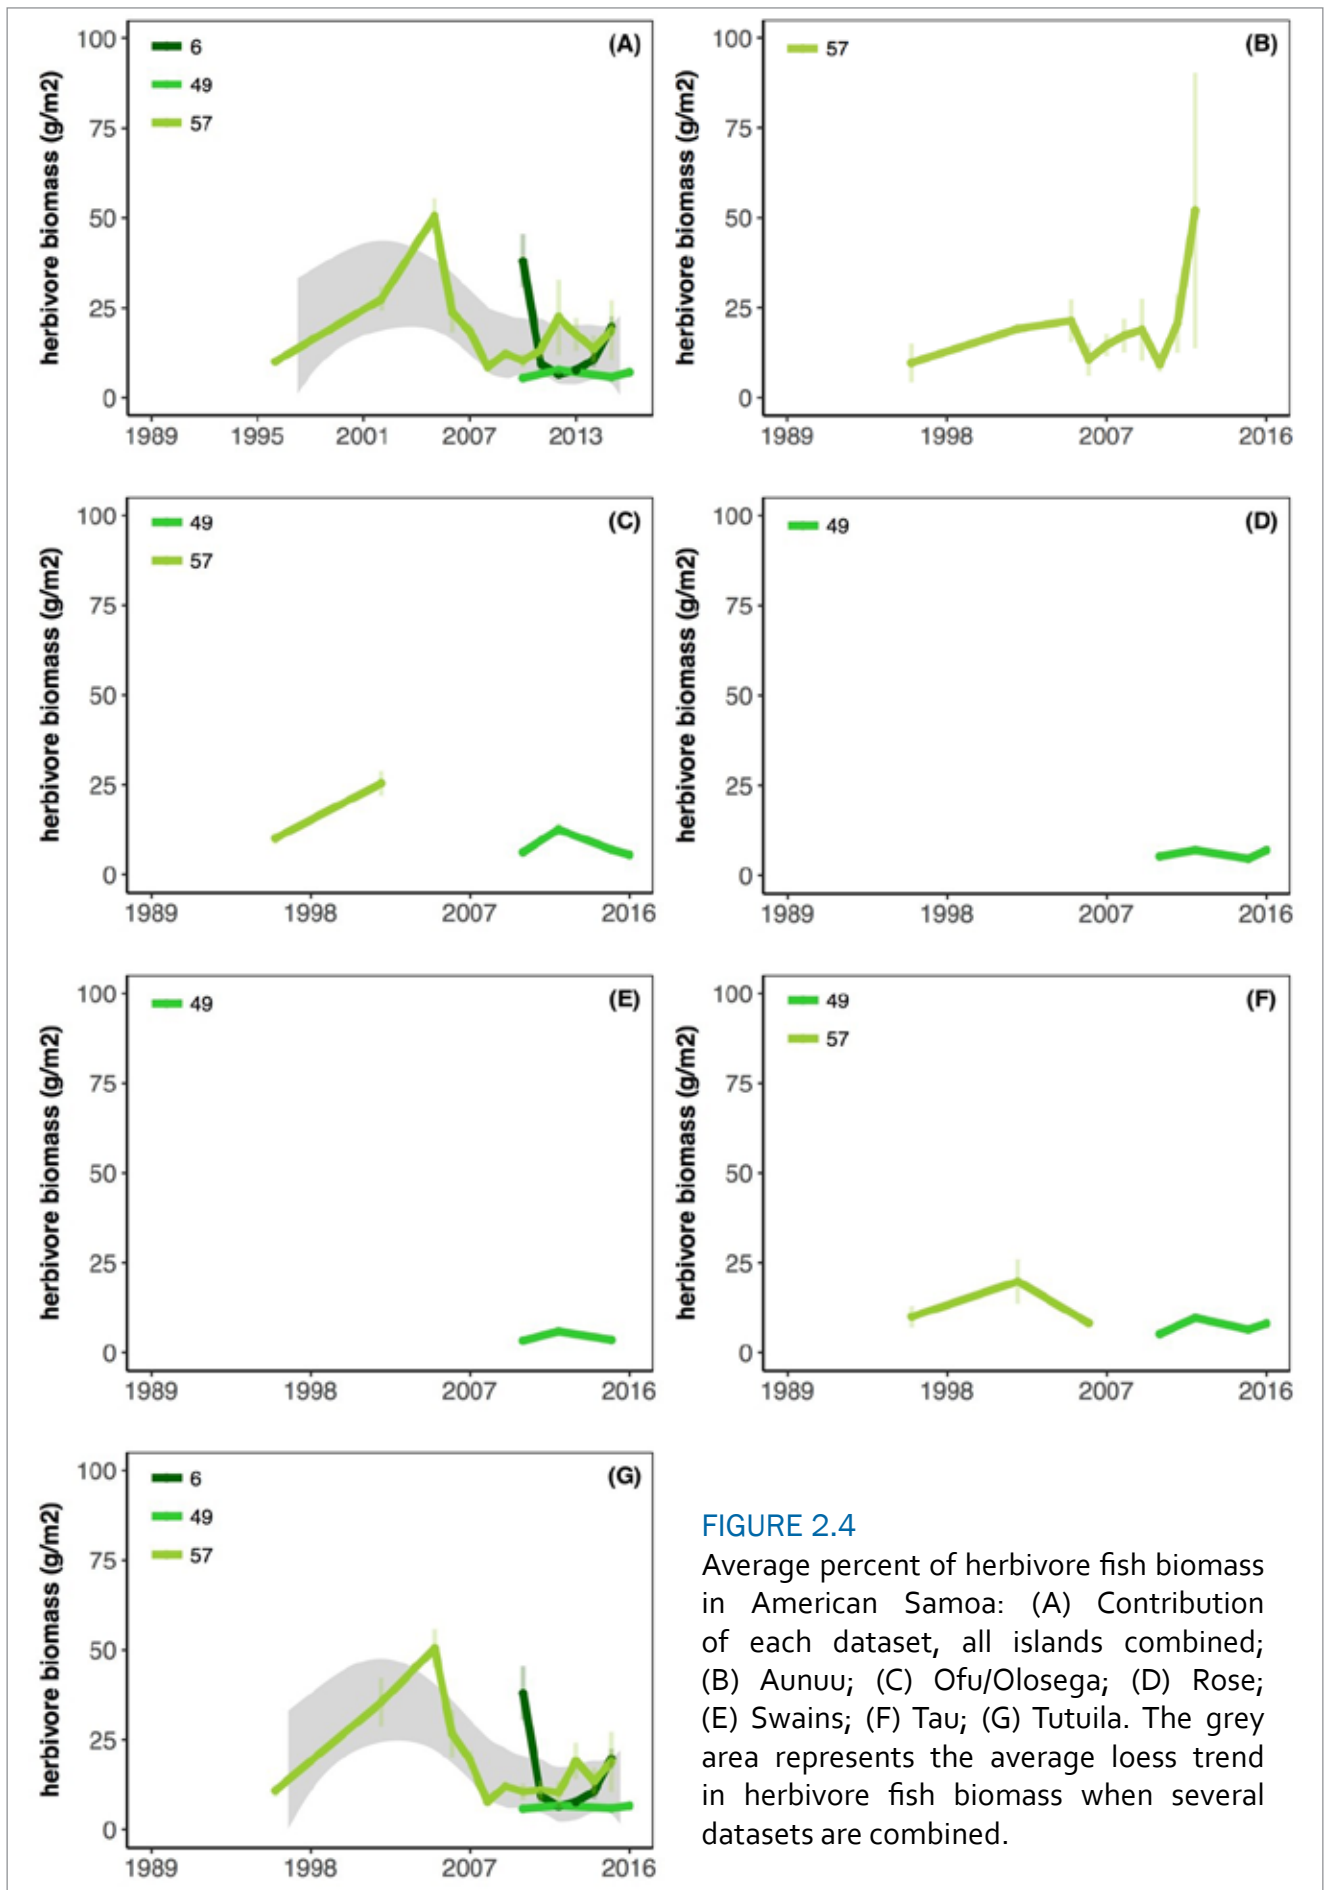 herbivore biomass (g/m2)
100
75
50
25
0
6
49
57
(A)
1989 1995 2001 2007 2013
herbivore biomass (g/m2)
100
75
50
25
0
57
(B)
1989 1998 2007 2016
herbivore biomass (g/m2)
100
75
50
25
0
49
57
(C)
1989 1998 2007 2016
herbivore biomass (g/m2)
100
75
50
25
0
49
(D)
1989 1998 2007 2016
herbivore biomass (g/m2)
100
75
50
25
0
49
(E)
1989 1998 2007 2016
herbivore biomass (g/m2)
100
75
50
25
0
49
57
(F)
1989 1998 2007 2016
herbivore biomass (g/m2)
100
75
50
25
0
6
49
57
(G)
1989 1998 2007 2016
FIGURE 2.4
Average percent of herbivore fish biomass
in American Samoa: (A) Contribution
of each dataset, all islands combined;
(B) Aunuu; (C) Ofu/Olosega; (D) Rose;
(E) Swains; (F) Tau; (G) Tutuila. The grey
area represents the average loess trend
in herbivore fish biomass when several
datasets are combined.